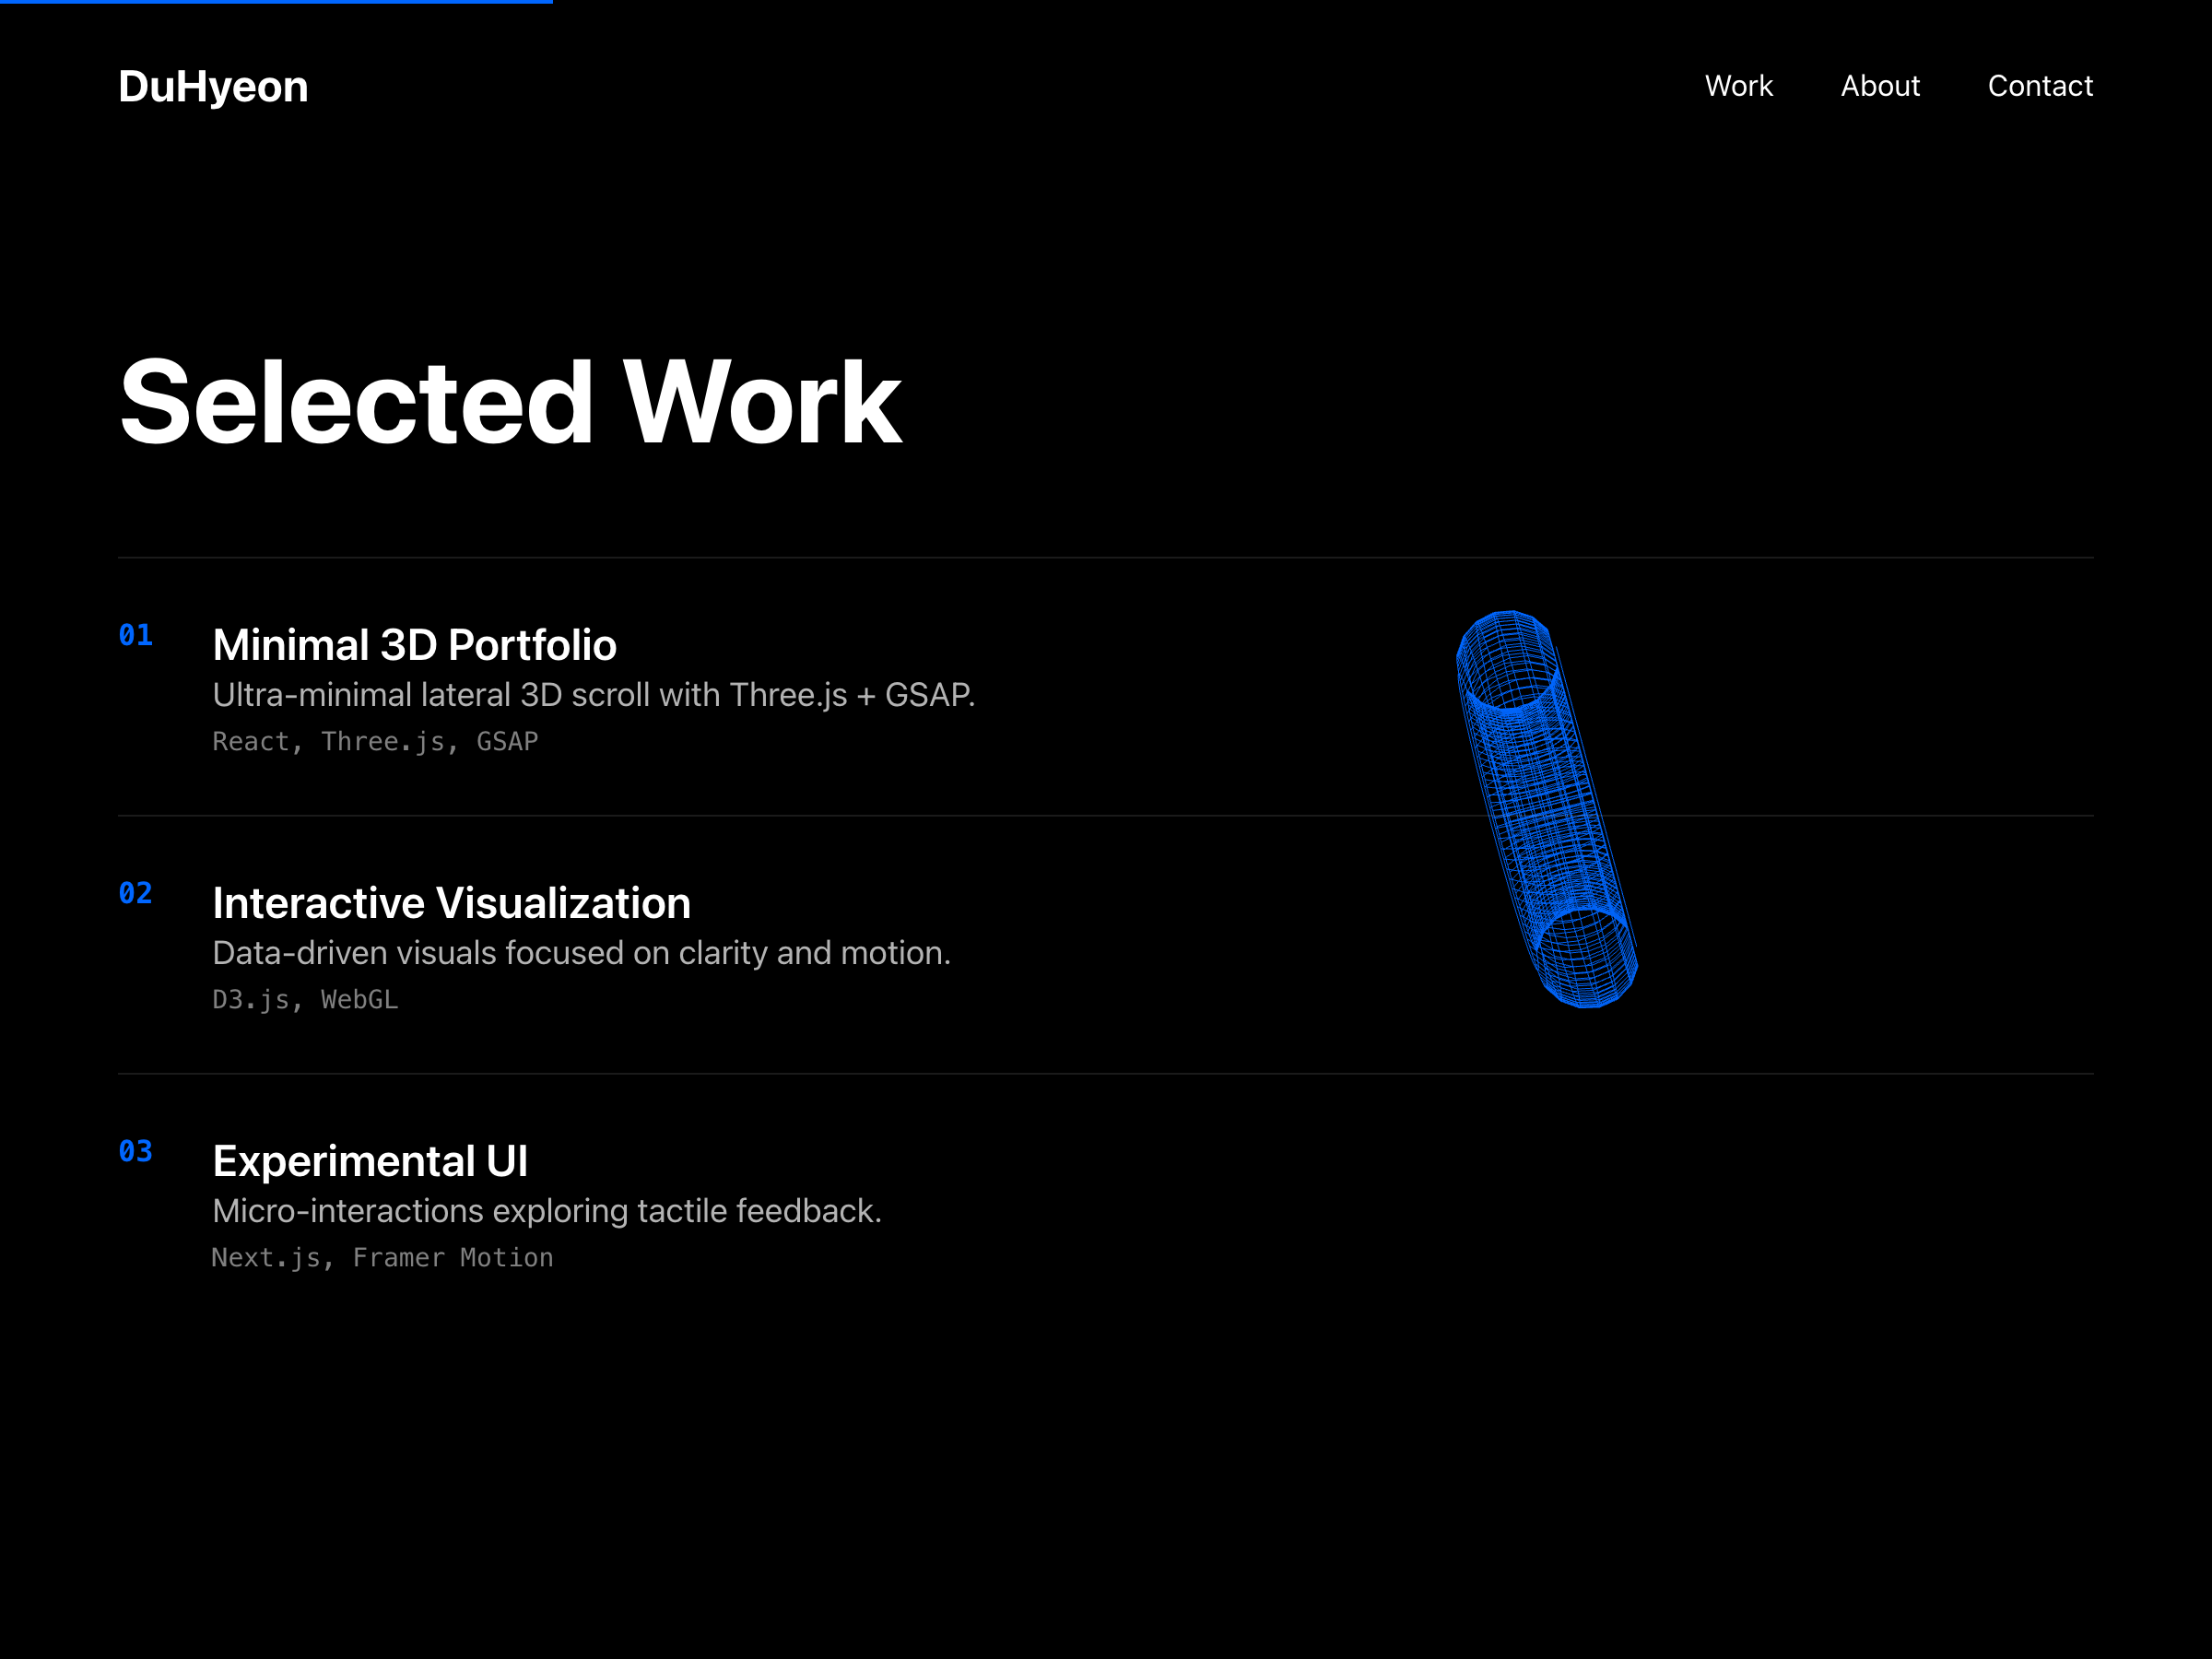 DuHyeon
Work About Contact
Selected Work
01
Minimal 3D Portfolio
Ultra-minimal lateral 3D scroll with Three.js + GSAP.
React, Three.js, GSAP
02
Interactive Visualization
Data-driven visuals focused on clarity and motion.
D3.js, WebGL
03
Experimental UI
Micro-interactions exploring tactile feedback.
Next.js, Framer Motion